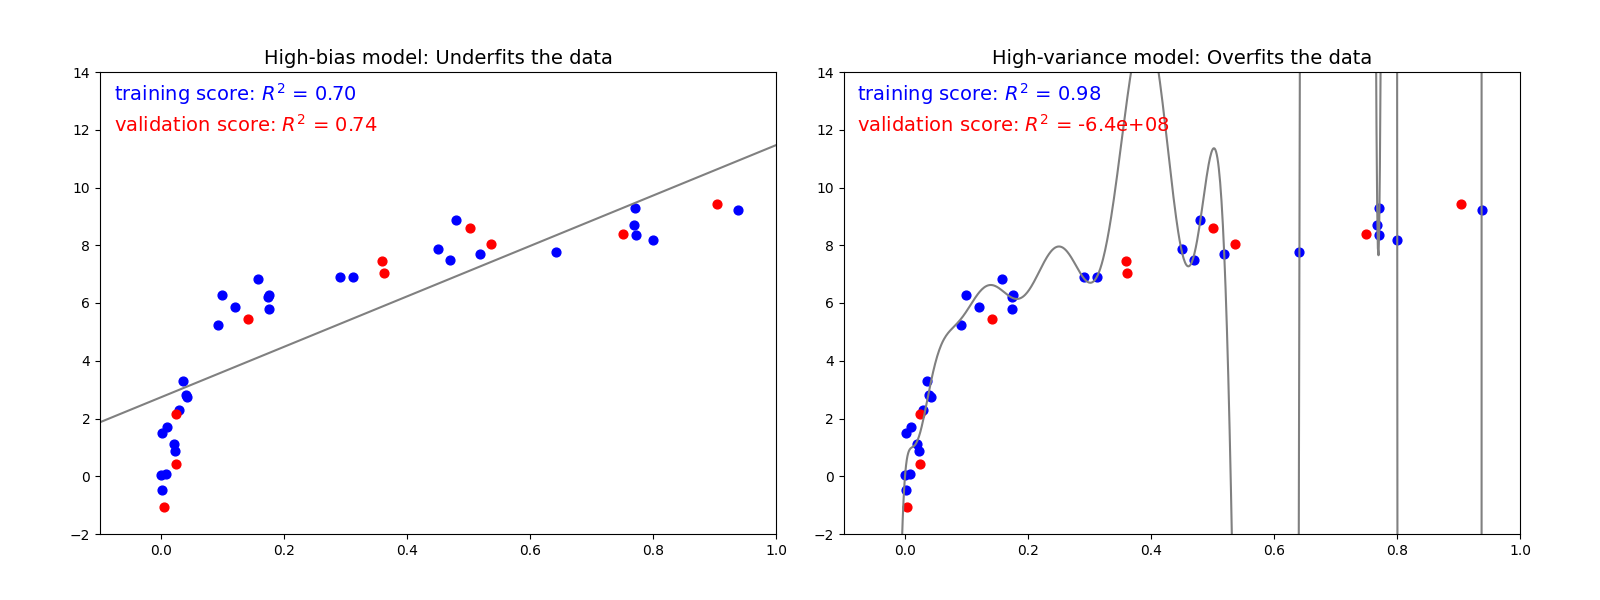 High-bias model: Underfits the data
training score: R² = 0.70
validation score: R² = 0.74
14
12
10
8
6
4
2
0
−2
0.0 0.2 0.4 0.6 0.8 1.0
High-variance model: Overfits the data
training score: R² = 0.98
validation score: R² = -6.4e+08
14
12
10
8
6
4
2
0
−2
0.0 0.2 0.4 0.6 0.8 1.0